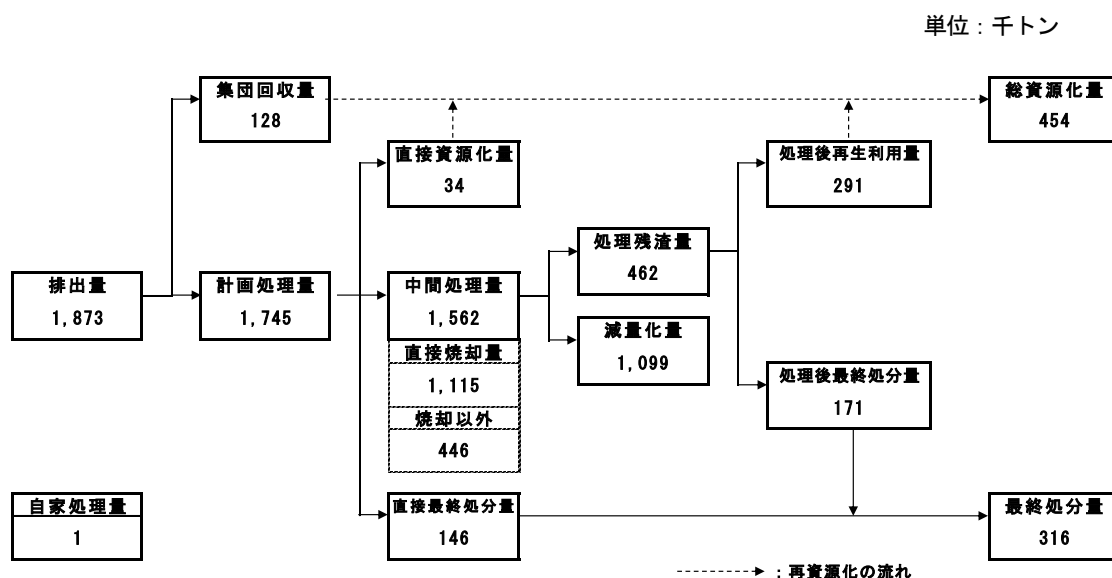 単位：千トン
集団回収量
128
総資源化量
454
直接資源化量
34
処理後再生利用量
291
処理残渣量
462
排出量
1,873
計画処理量
1,745
中間処理量
1,562
減量化量
1,099
直接焼却量
1,115
焼却以外
446
処理後最終処分量
171
自家処理量
1
直接最終処分量
146
最終処分量
316
：再資源化の流れ